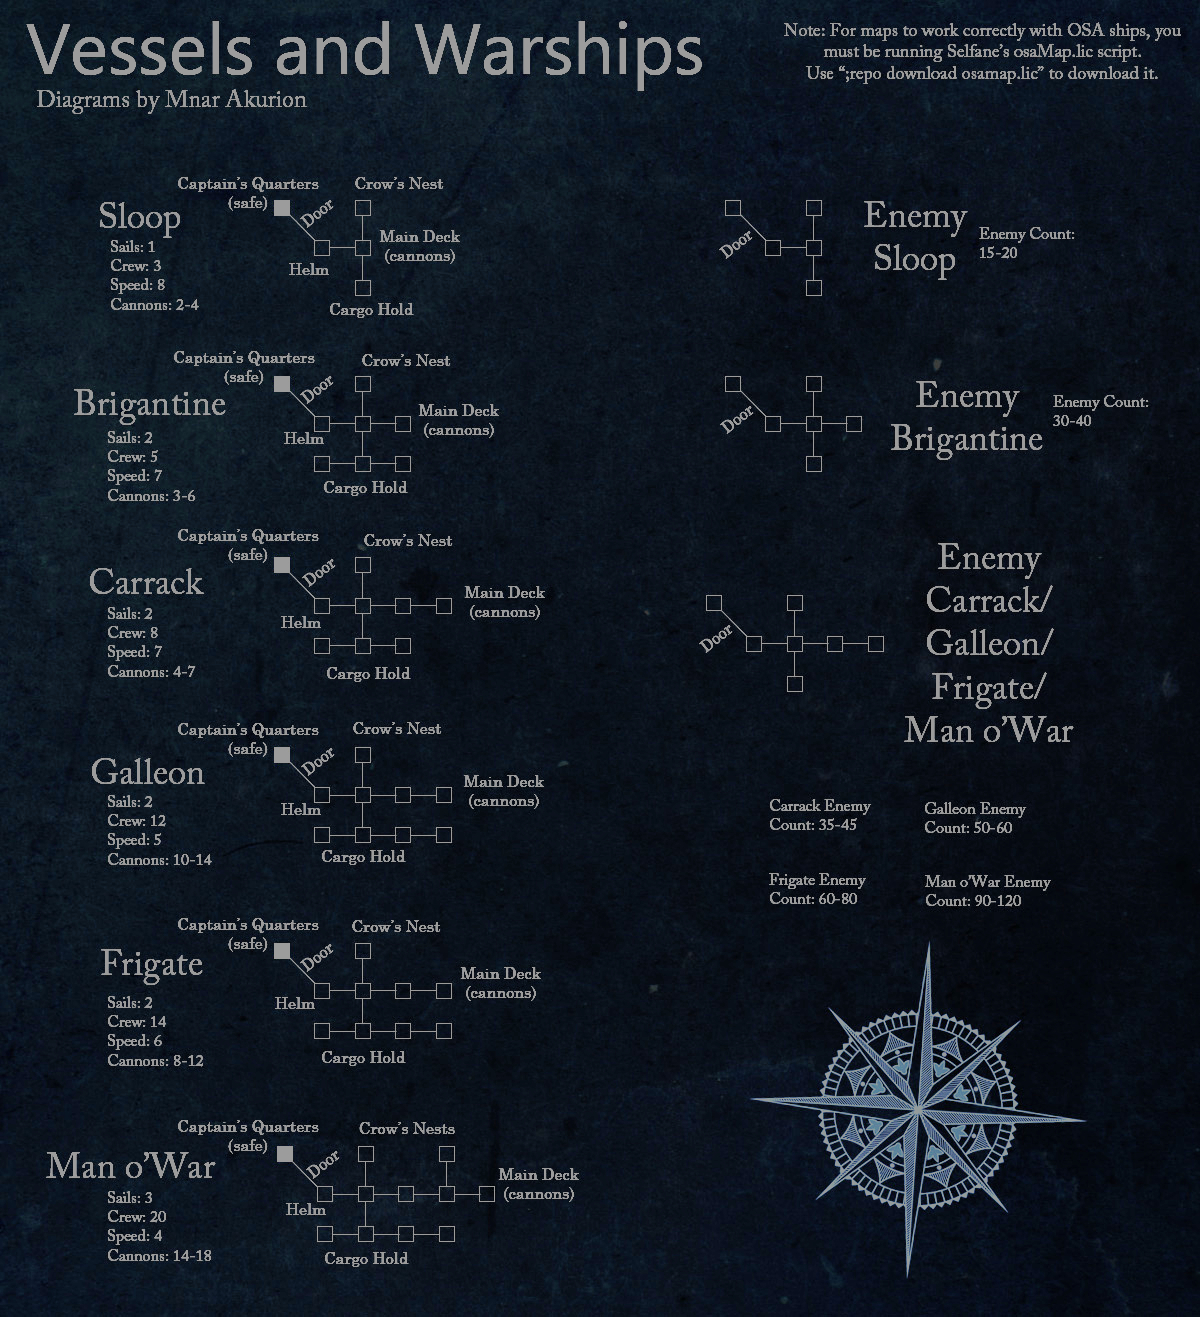 Vessels and Warships
Diagrams by Mnar Akurion
Note: For maps to work correctly with OSA ships, you
must be running Selfane's osaMap.lic script.
Use “;repo download osamap.lic” to download it.
Sloop
Sails: 1
Crew: 3
Speed: 8
Cannons: 2-4
Captain's Quarters
(safe)
Door
Crow's Nest
Helm
Main Deck
(cannons)
Cargo Hold
Door
Enemy
Sloop
Enemy Count:
15-20
Brigantine
Sails: 2
Crew: 5
Speed: 7
Cannons: 3-6
Captain's Quarters
(safe)
Door
Crow's Nest
Helm
Main Deck
(cannons)
Cargo Hold
Door
Enemy
Brigantine
Enemy Count:
30-40
Carrack
Sails: 2
Crew: 8
Speed: 7
Cannons: 4-7
Captain's Quarters
(safe)
Door
Crow's Nest
Helm
Main Deck
(cannons)
Cargo Hold
Door
Enemy
Carrack/
Galleon/
Frigate/
Man o'War
Galleon
Sails: 2
Crew: 12
Speed: 5
Cannons: 10-14
Captain's Quarters
(safe)
Door
Crow's Nest
Helm
Main Deck
(cannons)
Cargo Hold
Carrack Enemy
Count: 35-45
Galleon Enemy
Count: 50-60
Frigate Enemy
Count: 60-80
Man o'War Enemy
Count: 90-120
Frigate
Sails: 2
Crew: 14
Speed: 6
Cannons: 8-12
Captain's Quarters
(safe)
Door
Crow's Nest
Helm
Main Deck
(cannons)
Cargo Hold
Man o'War
Sails: 3
Crew: 20
Speed: 4
Cannons: 14-18
Captain's Quarters
(safe)
Door
Crow's Nests
Helm
Main Deck
(cannons)
Cargo Hold